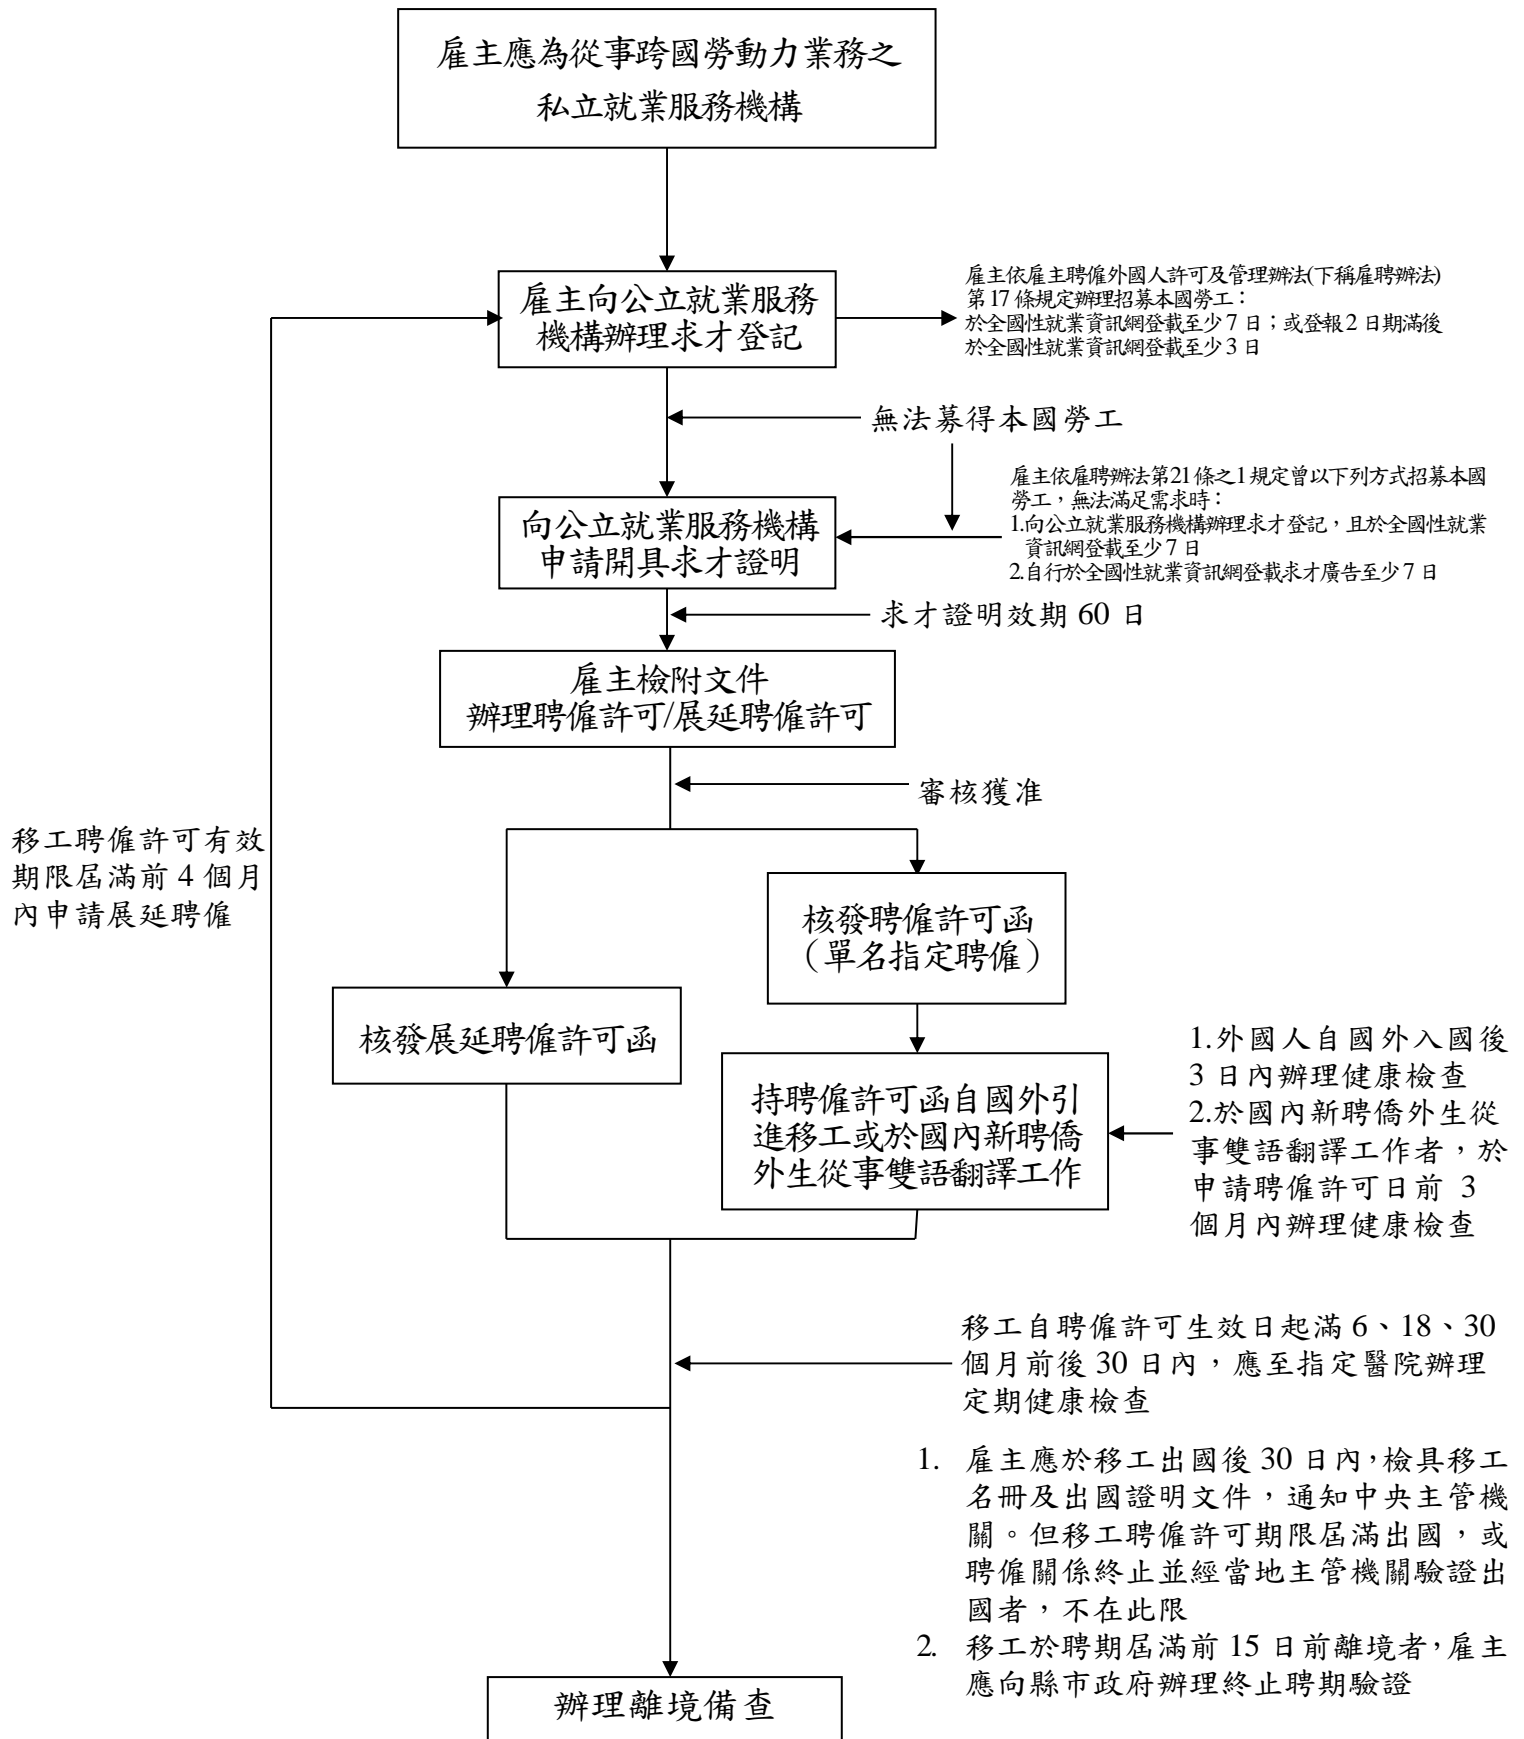 雇主應為從事跨國勞動力業務之
私立就業服務機構
雇主向公立就業服務
機構辦理求才登記
雇主依雇主聘僱外國人許可及管理辦法(下稱雇聘辦法)
第17條規定辦理招募本國勞工：
於全國性就業資訊網登載至少7日；或登報2日期滿後
於全國性就業資訊網登載至少3日
無法募得本國勞工
雇主依雇聘辦法第21條之1規定曾以下列方式招募本國
勞工，無法滿足需求時：
1.向公立就業服務機構辦理求才登記，且於全國性就業
資訊網登載至少7日
2.自行於全國性就業資訊網登載求才廣告至少7日
向公立就業服務機構
申請開具求才證明
求才證明效期 60 日
雇主檢附文件
辦理聘僱許可/展延聘僱許可
審核獲准
移工聘僱許可有效
期限屆滿前 4 個月
內申請展延聘僱
核發聘僱許可函
（單名指定聘僱）
核發展延聘僱許可函
持聘僱許可函自國外引
進移工或於國內新聘僑
外生從事雙語翻譯工作
1.外國人自國外入國後
3 日內辦理健康檢查
2.於國內新聘僑外生從
事雙語翻譯工作者，於
申請聘僱許可日前 3
個月內辦理健康檢查
移工自聘僱許可生效日起滿 6、18、30
個月前後 30 日內，應至指定醫院辦理
定期健康檢查
1. 雇主應於移工出國後 30 日內，檢具移工
名冊及出國證明文件，通知中央主管機
關。但移工聘僱許可期限屆滿出國，或
聘僱關係終止並經當地主管機關驗證出
國者，不在此限
2. 移工於聘期屆滿前 15 日前離境者，雇主
應向縣市政府辦理終止聘期驗證
辦理離境備查